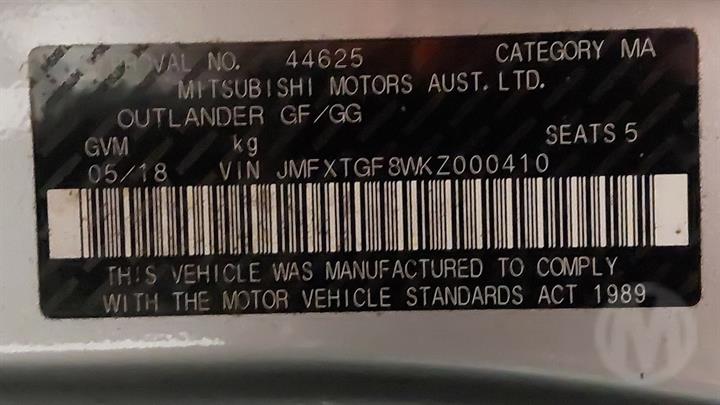 NO. 44625 CATEGORY MA
MITSUBISHI MOTORS AUST. LTD.
OUTLANDER GF/GG
GVM kg SEATS 5
05/18 VIN JMFXTGF8WKZ000410
THIS VEHICLE WAS MANUFACTURED TO COMPLY
WITH THE MOTOR VEHICLE STANDARDS ACT 1989
M